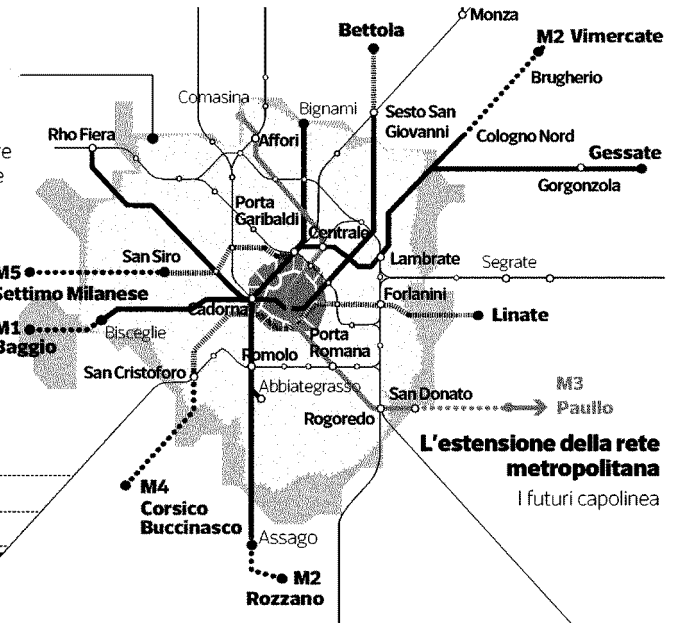 Monza
Bettola
M2 Vimercate
Brugherio
Comasina
Bignami
Sesto San
Giovanni
Rho Fiera
Affori
Cologno Nord
re
e
Gessate
Gorgonzola
Porta
Garibaldi
Centrale
San Siro
Lambrate
Segrate
M5
Settimo Milanese
Forlanini
Cadorna
Linate
M1
Baggio
Bisceglie
Porta
Romana
Romolo
San Cristoforo
Abbiategrasso
San Donato
M3
Paullo
Rogoredo
L'estensione della rete
metropolitana
I futuri capolinea
M4
Corsico
Buccinasco
Assago
M2
Rozzano